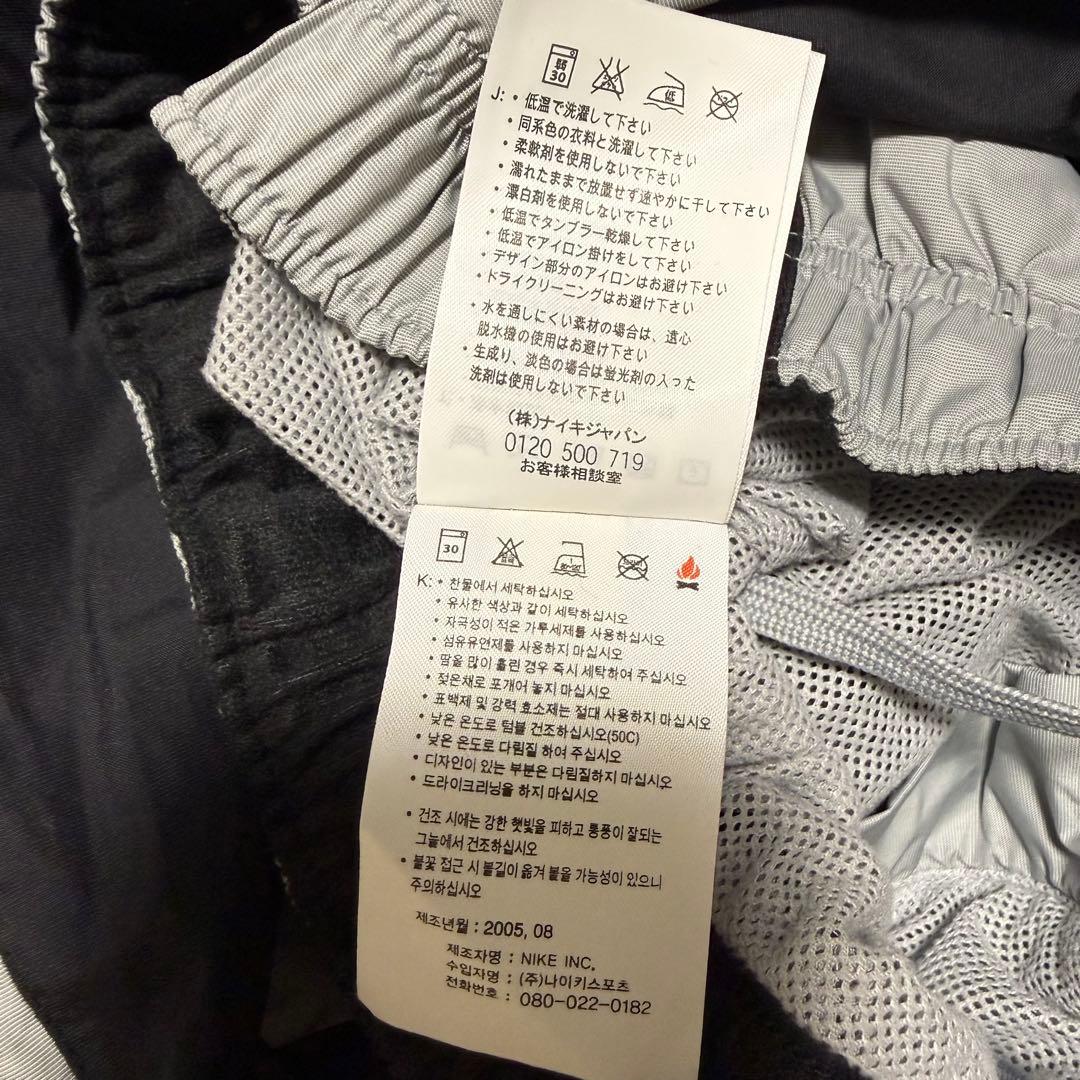 弱
30
低
J: • 低温で洗濯して下さい
• 同系色の衣料と洗濯して下さい
• 柔軟剤を使用しないで下さい
• 濡れたままで放置せず速やかに干して下さい
• 漂白剤を使用しないで下さい
• 低温でタンブラー乾燥して下さい
• 低温でアイロン掛けをして下さい
• デザイン部分のアイロンはお避け下さい
• ドライクリーニングはお避け下さい
• 水を通しにくい素材の場合は、遠心
脱水機の使用はお避け下さい
• 生成り、淡色の場合は蛍光剤の入った
洗剤は使用しないで下さい
(株)ナイキジャパン
0120 500 719
お客様相談室
30
K: • 찬물에서 세탁하십시오
• 유사한 색상과 같이 세탁하십시오
• 자극성이 적은 가루세제를 사용하십시오
• 섬유유연제를 사용하지 마십시오
• 땀을 많이 흘린 경우 즉시 세탁하여 주십시오
• 젖은채로 포개어 놓지 마십시오
• 표백제 및 강력 효소제는 절대 사용하지 마십시오
• 낮은 온도로 텀블 건조하십시오(50C)
• 낮은 온도로 다림질 하여 주십시오
• 디자인이 있는 부분은 다림질하지 마십시오
• 드라이크리닝을 하지 마십시오
• 건조 시에는 강한 햇빛을 피하고 통풍이 잘되는
그늘에서 건조하십시오
• 불꽃 접근 시 불길이 옮겨 붙을 가능성이 있으니
주의하십시오
제조년월 : 2005, 08
제조자명 : NIKE INC.
수입자명 : (주)나이키스포츠
전화번호 : 080-022-0182